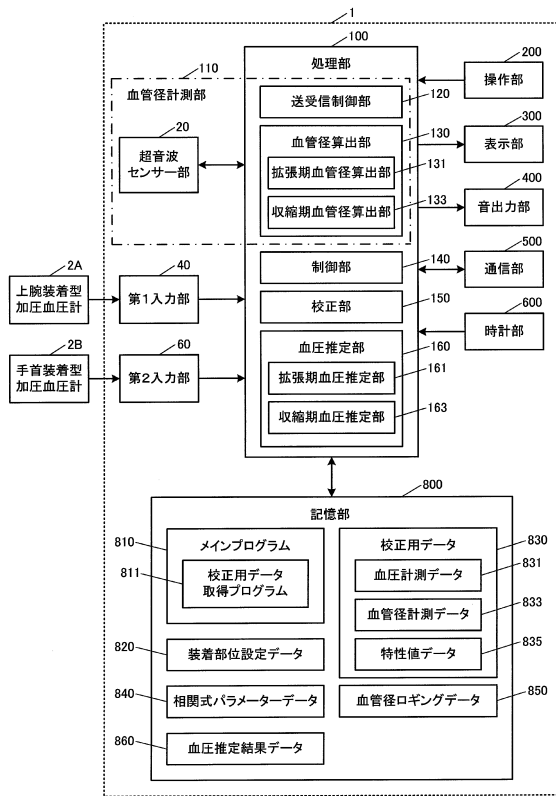 1
100
処理部
110
血管径計測部
送受信制御部
120
20
超音波
センサー部
血管径算出部
130
拡張期血管径算出部
131
収縮期血管径算出部
133
200
操作部
300
表示部
400
音出力部
500
通信部
600
時計部
2A
上腕装着型
加圧血圧計
40
第1入力部
2B
手首装着型
加圧血圧計
60
第2入力部
制御部
140
校正部
150
血圧推定部
160
拡張期血圧推定部
161
収縮期血圧推定部
163
800
記憶部
810
メインプログラム
811
校正用データ
取得プログラム
820
装着部位設定データ
840
相関式パラメーターデータ
860
血圧推定結果データ
830
校正用データ
血圧計測データ
831
血管径計測データ
833
特性値データ
835
血管径ロギングデータ
850